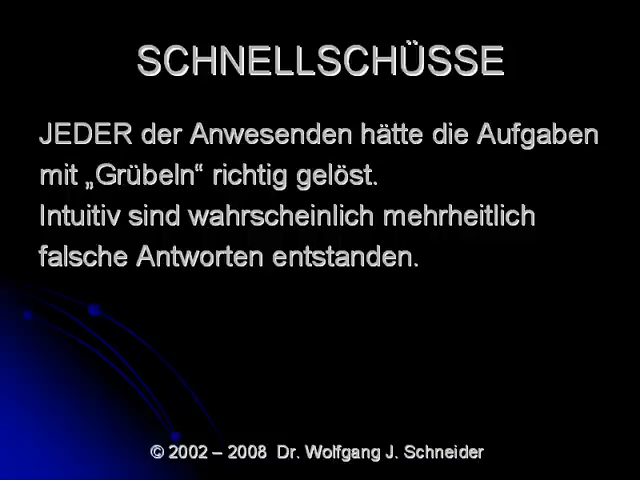 SCHNELLSCHÜSSE
JEDER der Anwesenden hätte die Aufgaben
mit „Grübeln“ richtig gelöst.
Intuitiv sind wahrscheinlich mehrheitlich
falsche Antworten entstanden.
© 2002 – 2008 Dr. Wolfgang J. Schneider